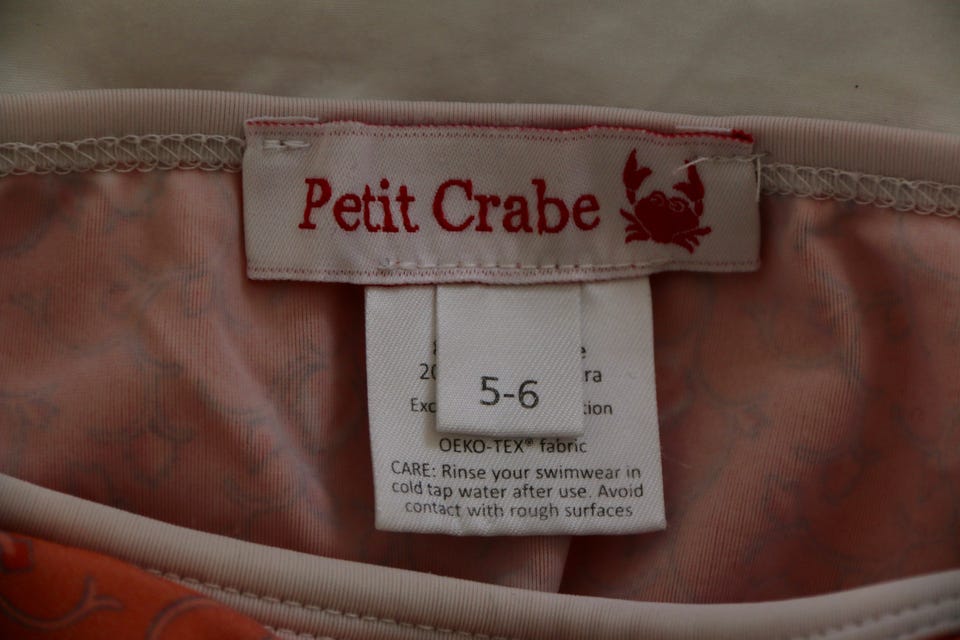 Petit Crabe
5-6
OEKO-TEX® fabric
CARE: Rinse your swimwear in
cold tap water after use. Avoid
contact with rough surfaces